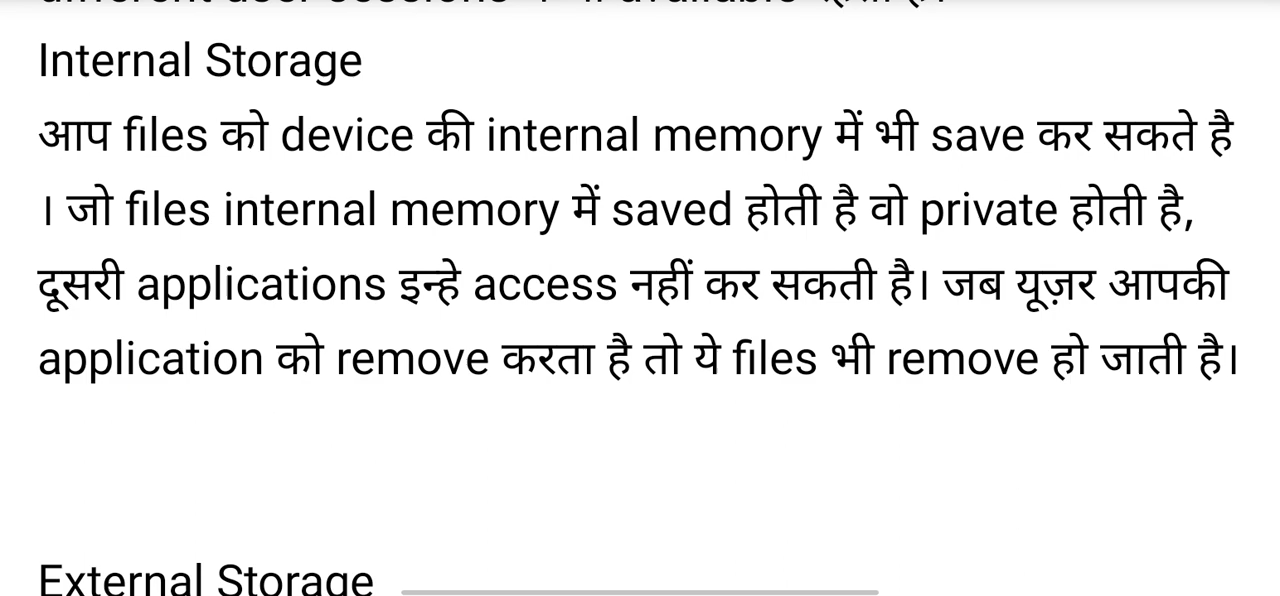 Internal Storage
आप files को device की internal memory में भी save कर सकते है
। जो files internal memory में saved होती है वो private होती है,
दूसरी applications इन्हे access नहीं कर सकती है। जब यूज़र आपकी
application को remove करता है तो ये files भी remove हो जाती है।
External Storage